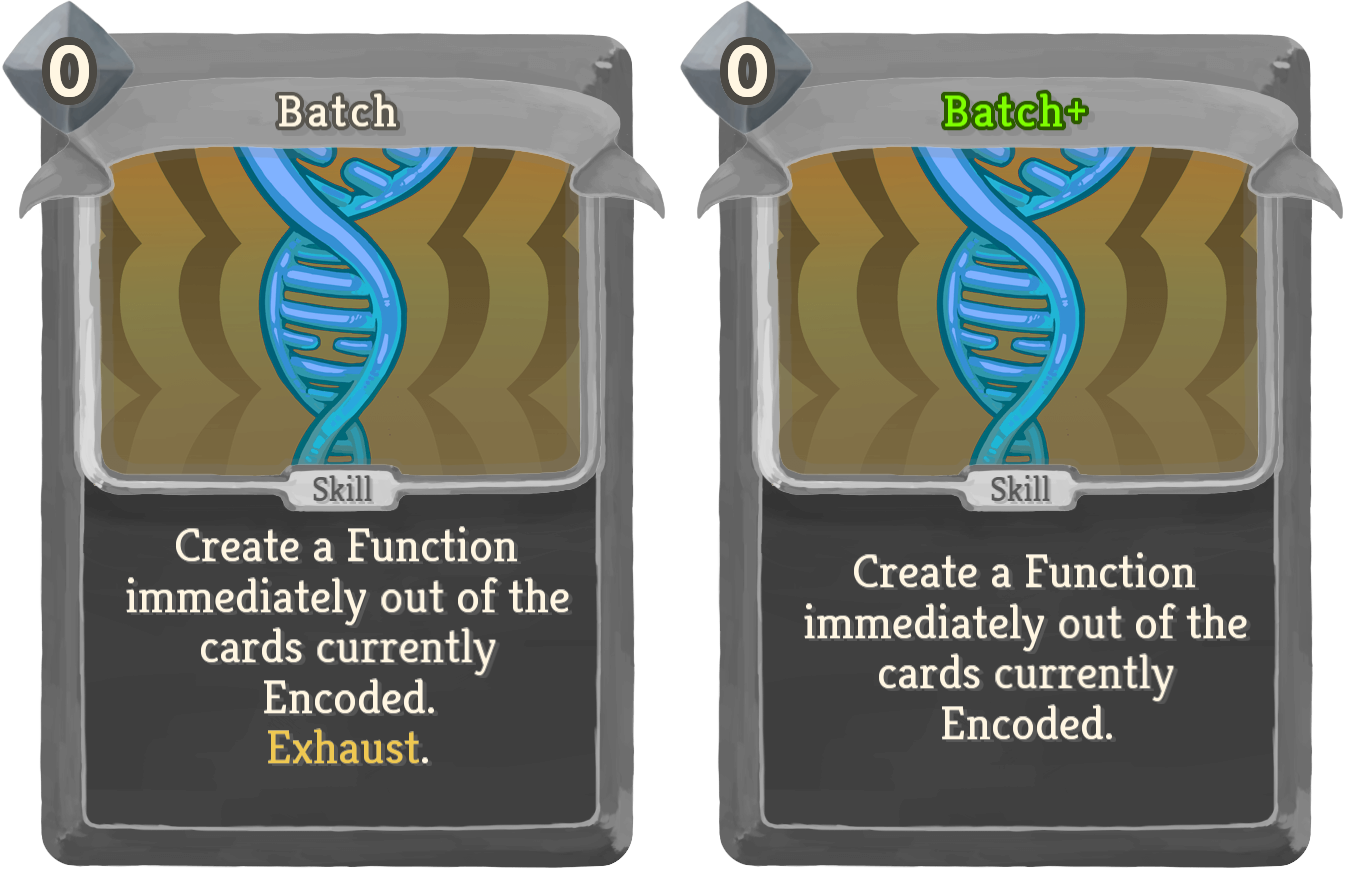 0
Batch
Skill
Create a Function
immediately out of the
cards currently
Encoded.
Exhaust.
0
Batch+
Skill
Create a Function
immediately out of the
cards currently
Encoded.